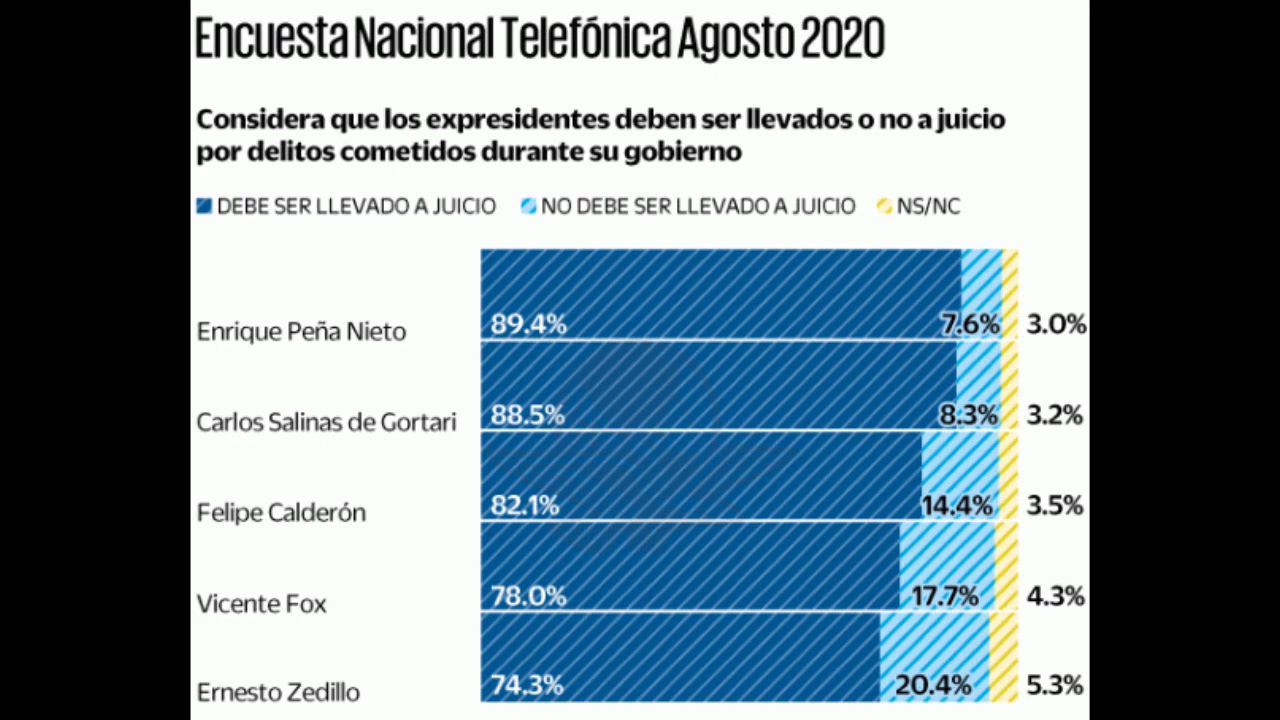 Encuesta Nacional Telefónica Agosto 2020
Considera que los expresidentes deben ser llevados o no a juicio
por delitos cometidos durante su gobierno
DEBE SER LLEVADO A JUICIO NO DEBE SER LLEVADO A JUICIO NS/NC
Enrique Peña Nieto 89.4% 7.6% 3.0%
Carlos Salinas de Gortari 88.5% 8.3% 3.2%
Felipe Calderón 82.1% 14.4% 3.5%
Vicente Fox 78.0% 17.7% 4.3%
Ernesto Zedillo 74.3% 20.4% 5.3%